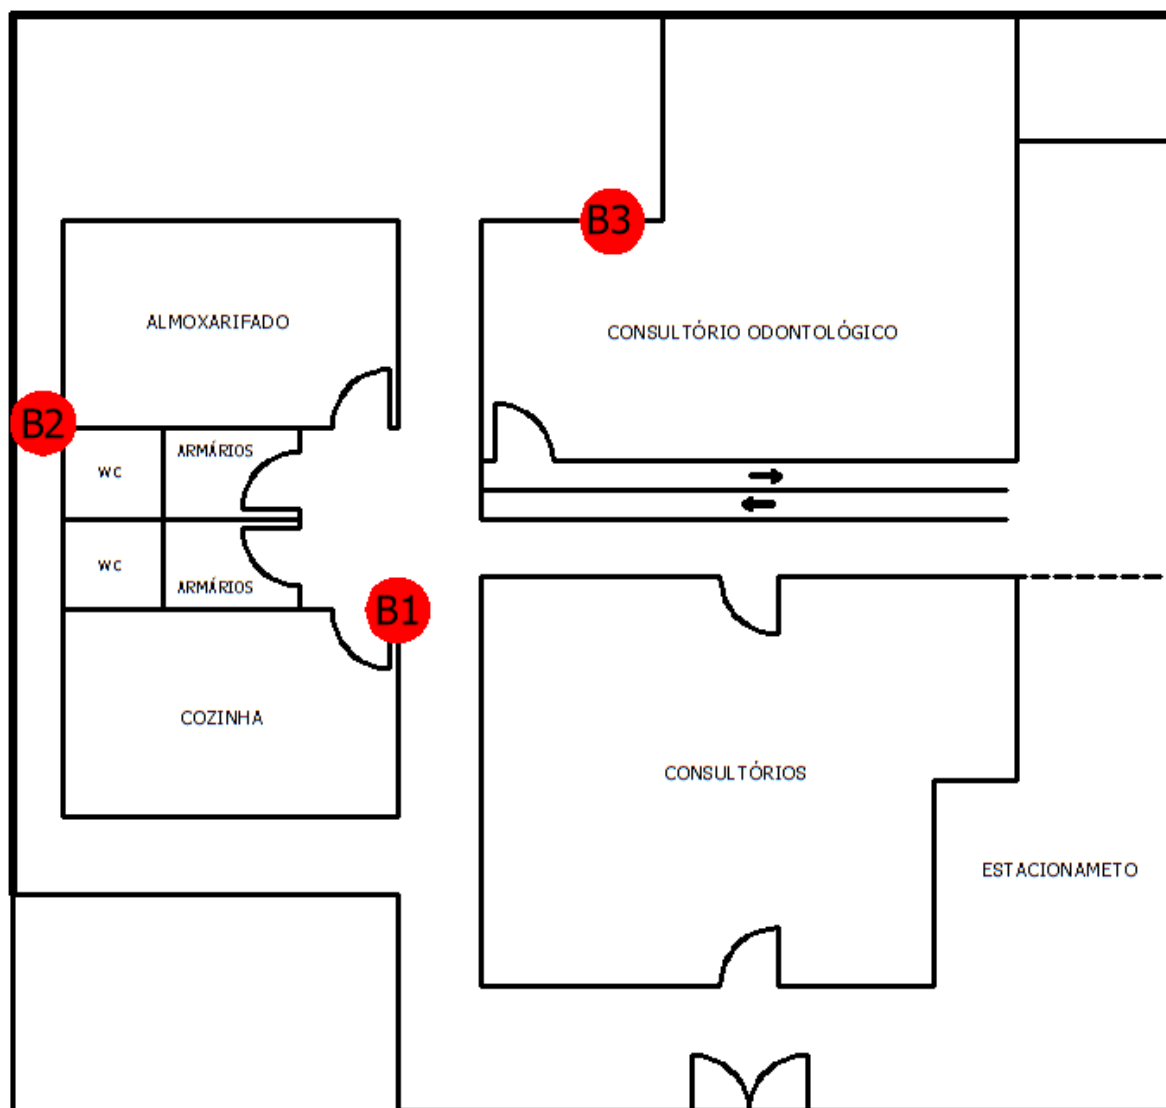 B3
ALMOXARIFADO
CONSULTÓRIO ODONTOLÓGICO
B2
ARMÁRIOS
WC
WC
ARMÁRIOS
B1
COZINHA
CONSULTÓRIOS
ESTACIONAMETO